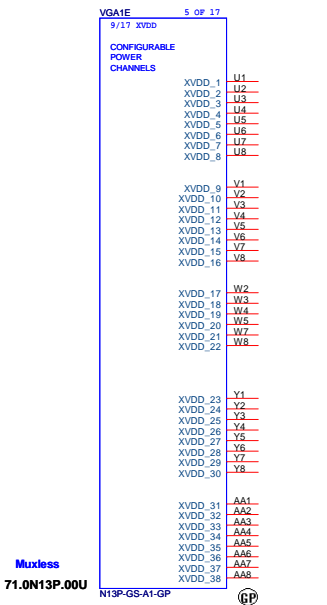 VGA1E 5 OF 17
9/17 XVDD
CONFIGURABLE
POWER
CHANNELS
XVDD_1 U1
XVDD_2 U2
XVDD_3 U3
XVDD_4 U4
XVDD_5 U5
XVDD_6 U6
XVDD_7 U7
XVDD_8 U8
XVDD_9 V1
XVDD_10 V2
XVDD_11 V3
XVDD_12 V4
XVDD_13 V5
XVDD_14 V6
XVDD_15 V7
XVDD_16 V8
XVDD_17 W2
XVDD_18 W3
XVDD_19 W4
XVDD_20 W5
XVDD_21 W7
XVDD_22 W8
XVDD_23 Y1
XVDD_24 Y2
XVDD_25 Y3
XVDD_26 Y4
XVDD_27 Y5
XVDD_28 Y6
XVDD_29 Y7
XVDD_30 Y8
XVDD_31 AA1
XVDD_32 AA2
XVDD_33 AA3
XVDD_34 AA4
XVDD_35 AA5
XVDD_36 AA6
XVDD_37 AA7
XVDD_38 AA8
Muxless
71.0N13P.00U
N13P-GS-A1-GP
GP